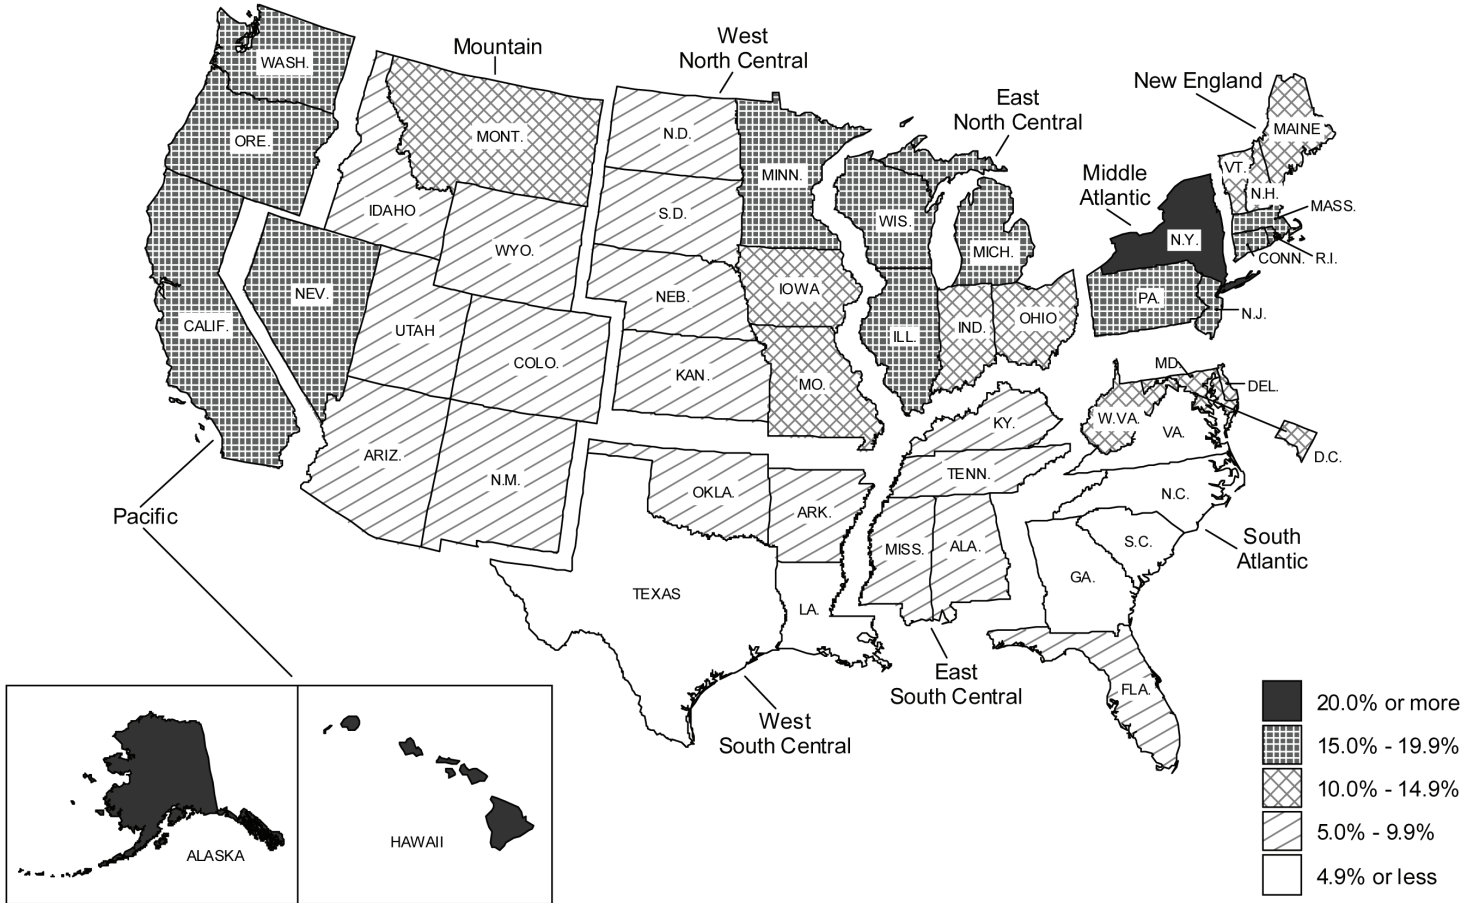 West
North Central
Mountain
New England
East
North Central
WASH.
MAINE
N.D.
MONT.
ORE.
Middle
Atlantic
VT.
MINN.
N.H.
MASS.
IDAHO
S.D.
WIS.
N.Y.
WYO.
MICH.
CONN.
R.I.
NEV.
NEB.
IOWA
PA.
N.J.
CALIF.
UTAH
IND.
OHIO
ILL.
COLO.
KAN.
MO.
MD.
DEL.
W.VA.
KY.
VA.
ARIZ.
D.C.
N.M.
OKLA.
TENN.
N.C.
ARK.
Pacific
MISS.
ALA.
S.C.
South
Atlantic
GA.
TEXAS
LA.
East
South Central
FLA.
West
South Central
ALASKA
HAWAII
20.0% or more
15.0% - 19.9%
10.0% - 14.9%
5.0% - 9.9%
4.9% or less